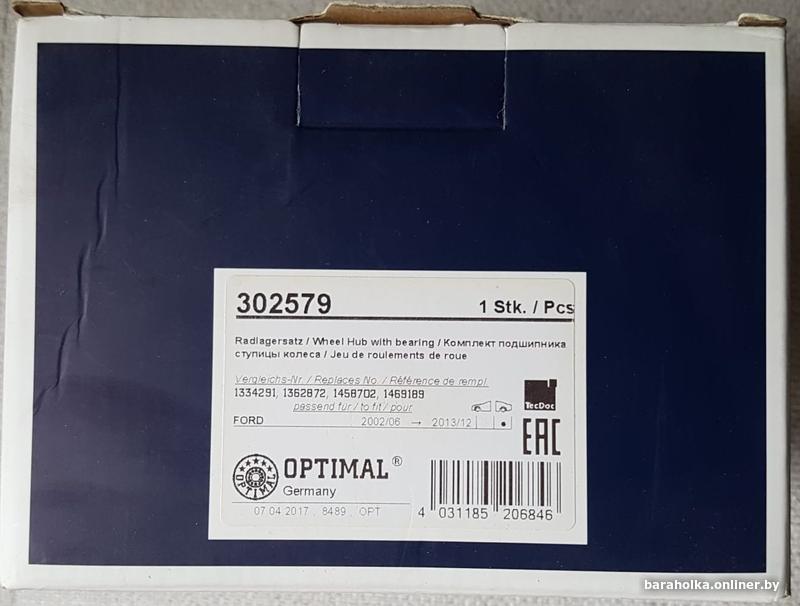 302579 1 Stk. / Pcs
Radlagersatz / Wheel Hub with bearing / Комплект подшипника
ступицы колеса / Jeu de roulements de roue
Vergleichs-Nr. / Replaces No. / Référence de rempl.
1334291, 1362872, 1458702, 1469189
passend für / to fit / pour
FORD 2002/06 → 2013/12
TecDoc
EAC
OPTIMAL
OPTIMAL®
Germany
07.04.2017 , 8489 , OPT
4 031185 206846
baraholka.onliner.by